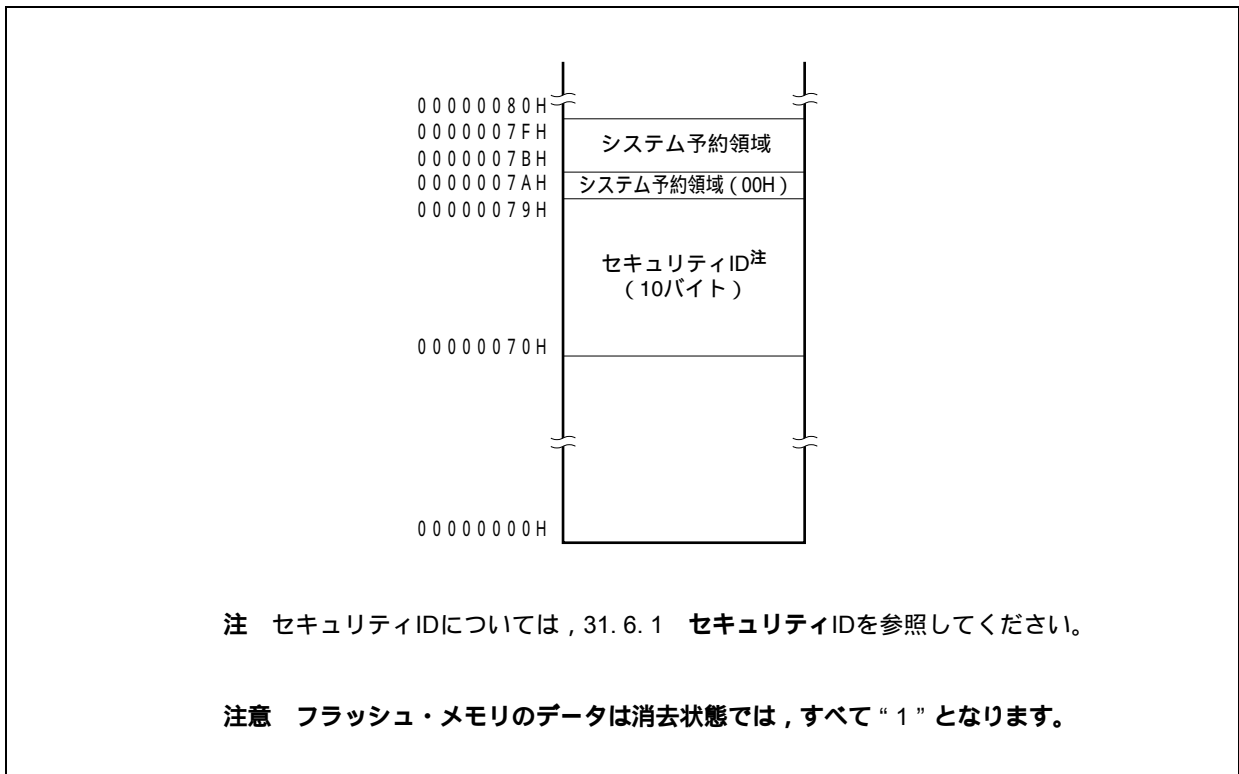 00000080H
0000007FH
システム予約領域
0000007BH
0000007AH
システム予約領域（00H）
00000079H
セキュリティID注
（10バイト）
00000070H
00000000H
注　セキュリティIDについては，31. 6. 1　セキュリティIDを参照してください。
注意　フラッシュ・メモリのデータは消去状態では，すべて“1”となります。